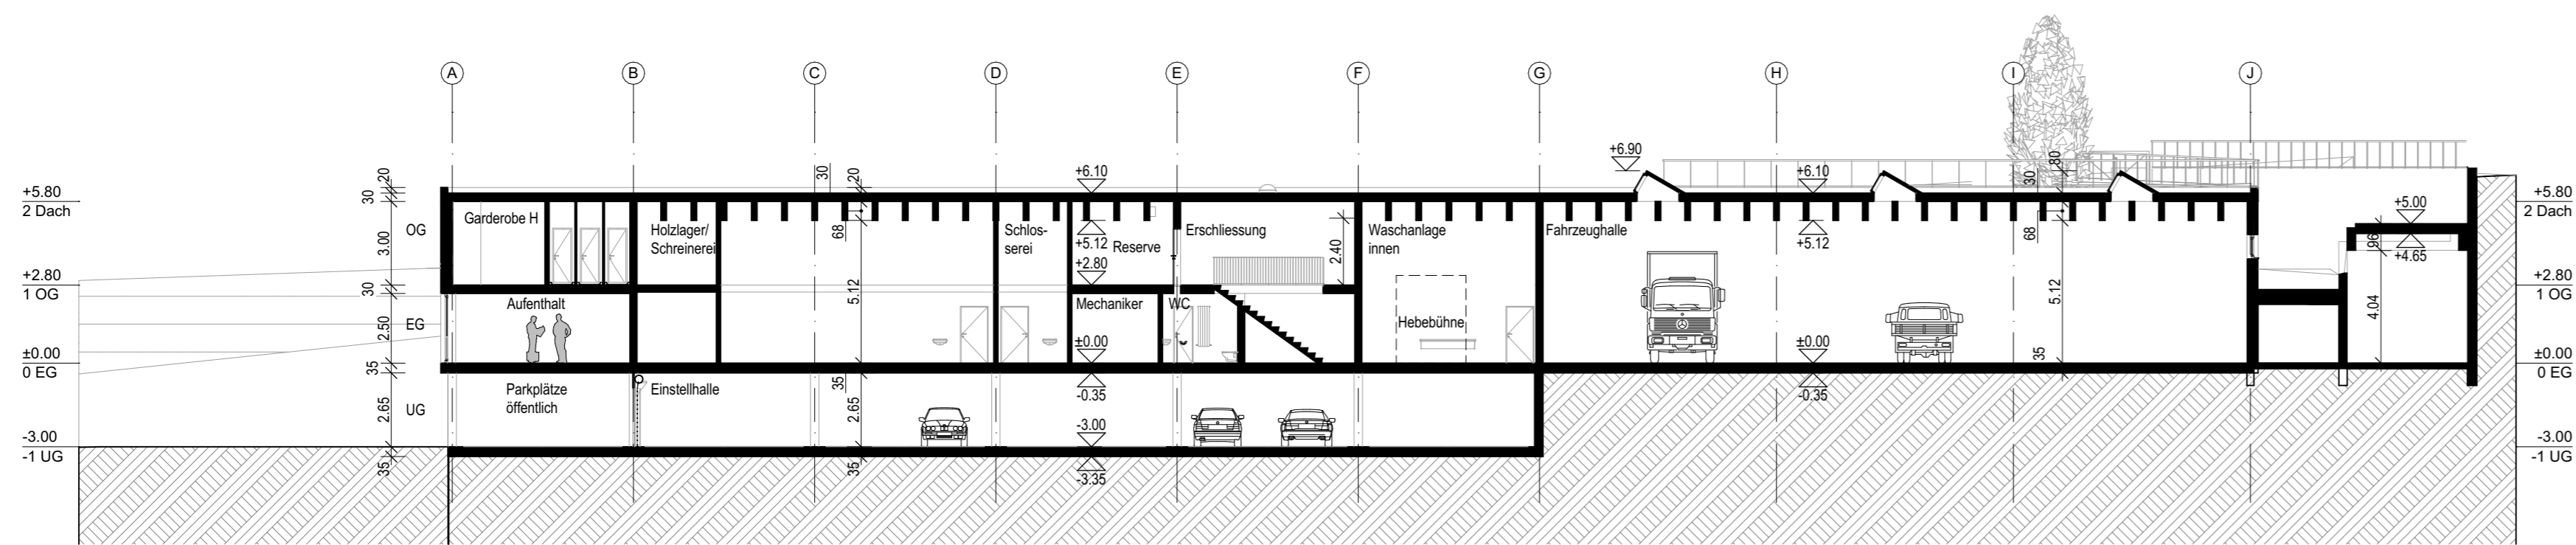 A
B
C
D
E
F
G
H
I
J
+5.80
2 Dach
+2.80
1 OG
±0.00
0 EG
-3.00
-1 UG
20
30
3.00
30
2.50
35
2.65
35
OG
EG
UG
Garderobe H
Aufenthalt
Parkplätze
öffentlich
Holzlager/
Schreinerei
Einstellhalle
30
20
68
5.12
35
2.65
35
Schlos-
serei
+6.10
+5.12
Reserve
+2.80
Mechaniker
WC
±0.00
-0.35
-3.00
-3.35
Erschliessung
2.40
Waschanlage
innen
Hebebühne
Fahrzeughalle
+6.90
+6.10
+5.12
±0.00
-0.35
80
30
68
5.12
35
+5.00
96
+4.65
4.04
+5.80
2 Dach
+2.80
1 OG
±0.00
0 EG
-3.00
-1 UG